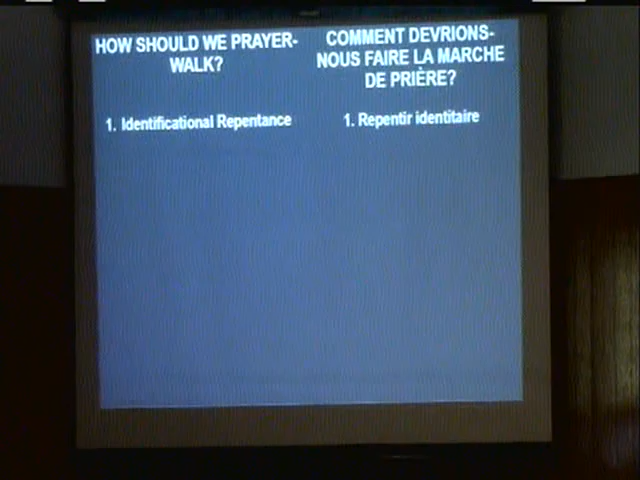 HOW SHOULD WE PRAYER-
WALK?
1. Identificational Repentance
COMMENT DEVRIONS-
NOUS FAIRE LA MARCHE
DE PRIÈRE?
1. Repentir identitaire